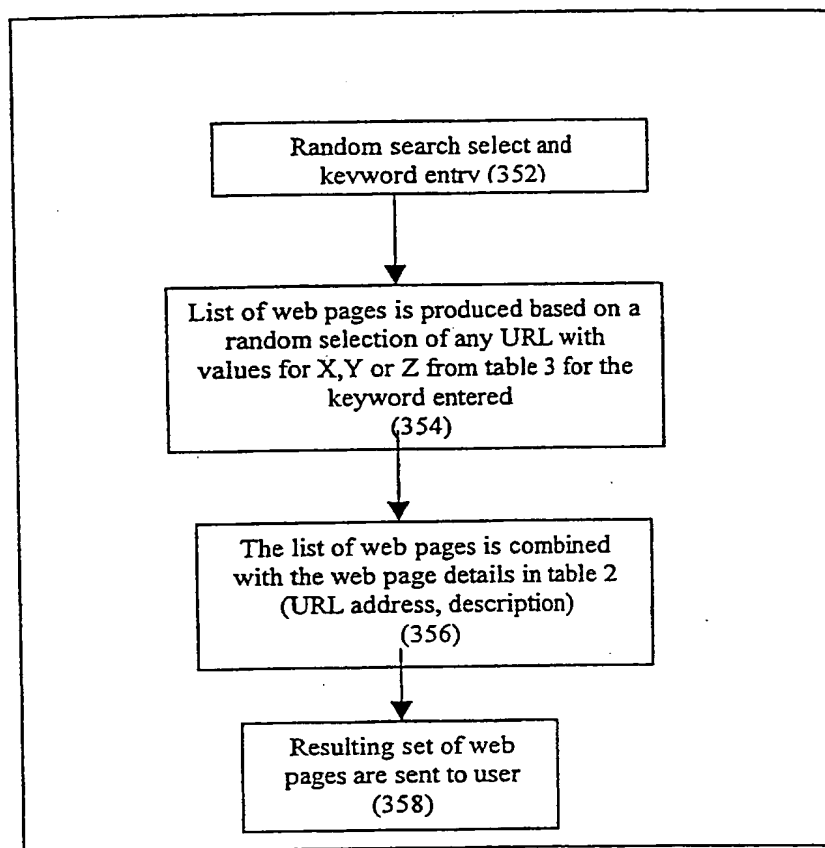 Random search select and
keyword entry (352)
List of web pages is produced based on a
random selection of any URL with
values for X,Y or Z from table 3 for the
keyword entered
(354)
The list of web pages is combined
with the web page details in table 2
(URL address, description)
(356)
Resulting set of web
pages are sent to user
(358)